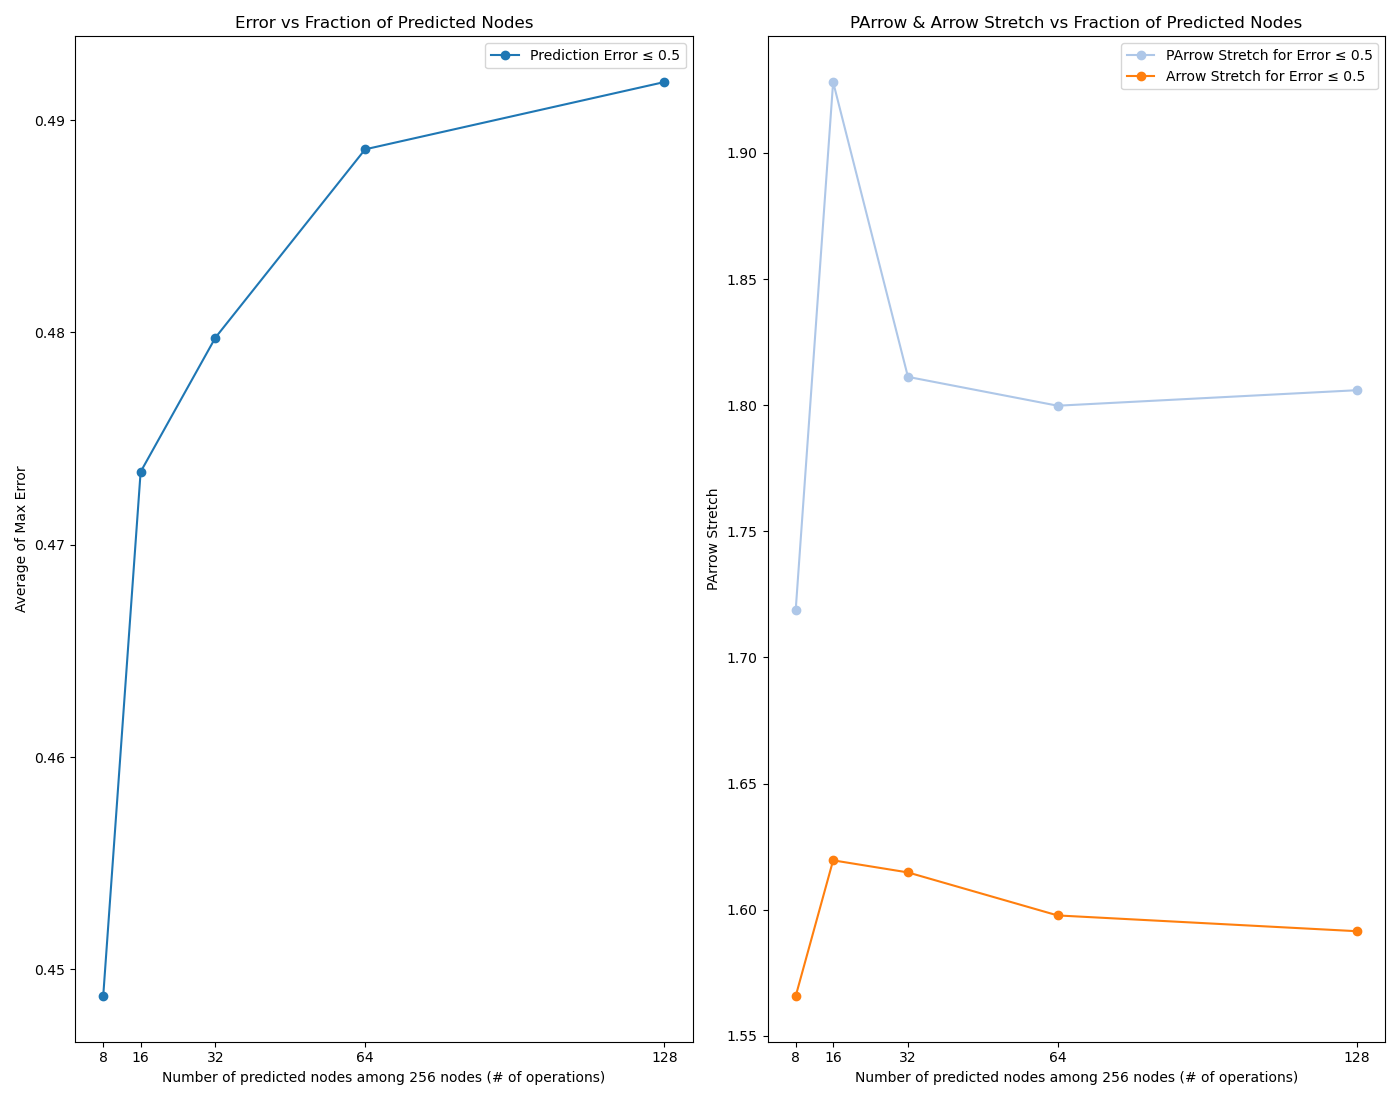 Error vs Fraction of Predicted Nodes
Prediction Error ≤ 0.5
0.49
0.48
0.47
0.46
0.45
Average of Max Error
8 16 32 64 128
Number of predicted nodes among 256 nodes (# of operations)
PArrow & Arrow Stretch vs Fraction of Predicted Nodes
PArrow Stretch for Error ≤ 0.5
Arrow Stretch for Error ≤ 0.5
1.90
1.85
1.80
1.75
1.70
1.65
1.60
1.55
PArrow Stretch
8 16 32 64 128
Number of predicted nodes among 256 nodes (# of operations)